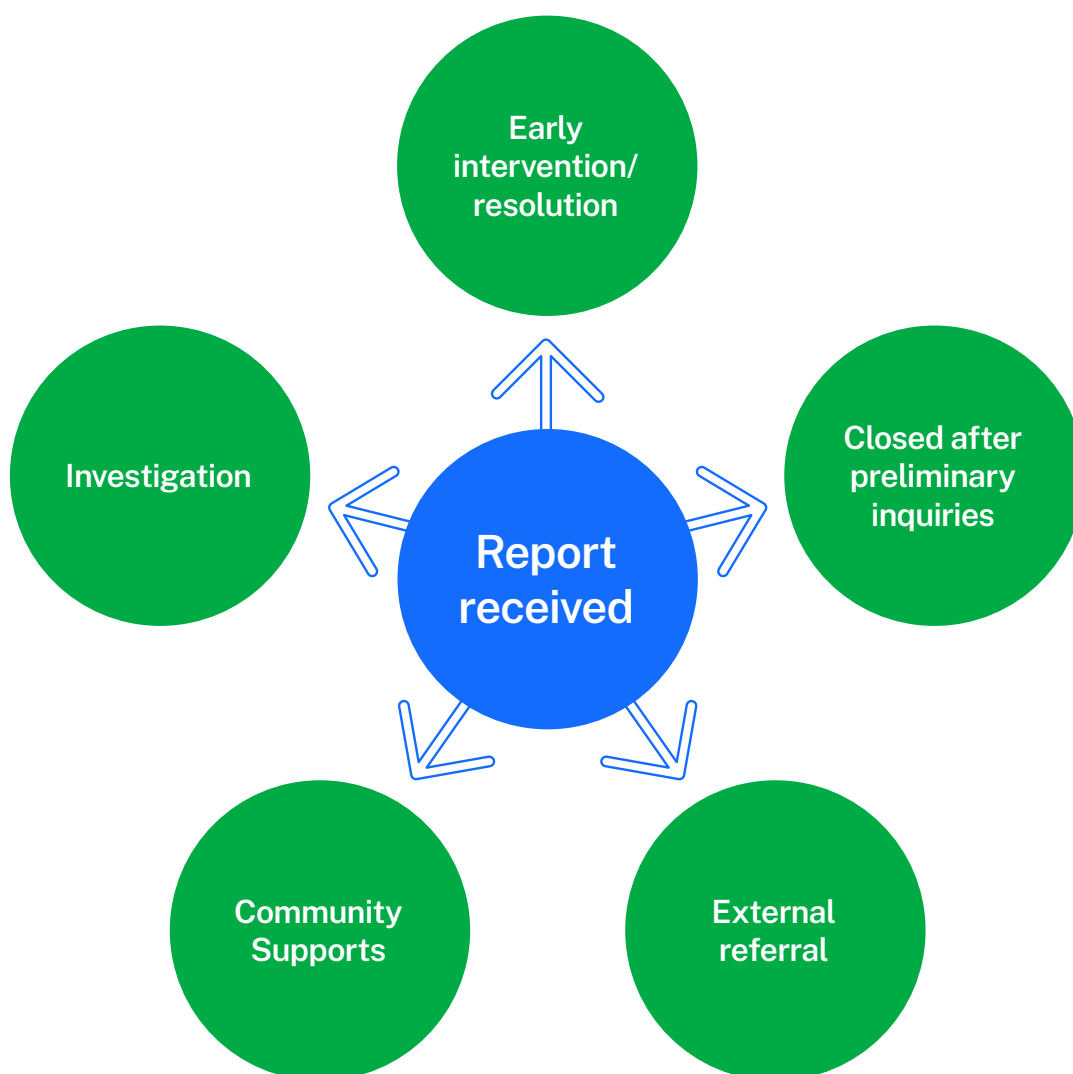 Early
intervention/
resolution
Closed after
preliminary
inquiries
Investigation
Report
received
Community
Supports
External
referral